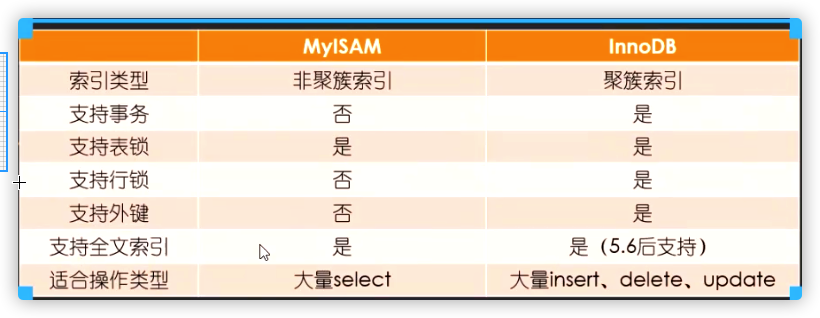 MyISAM InnoDB
索引类型 非聚簇索引 聚簇索引
支持事务 否 是
支持表锁 是 是
支持行锁 否 是
支持外键 否 是
支持全文索引 是 是（5.6后支持）
适合操作类型 大量select 大量insert、delete、update